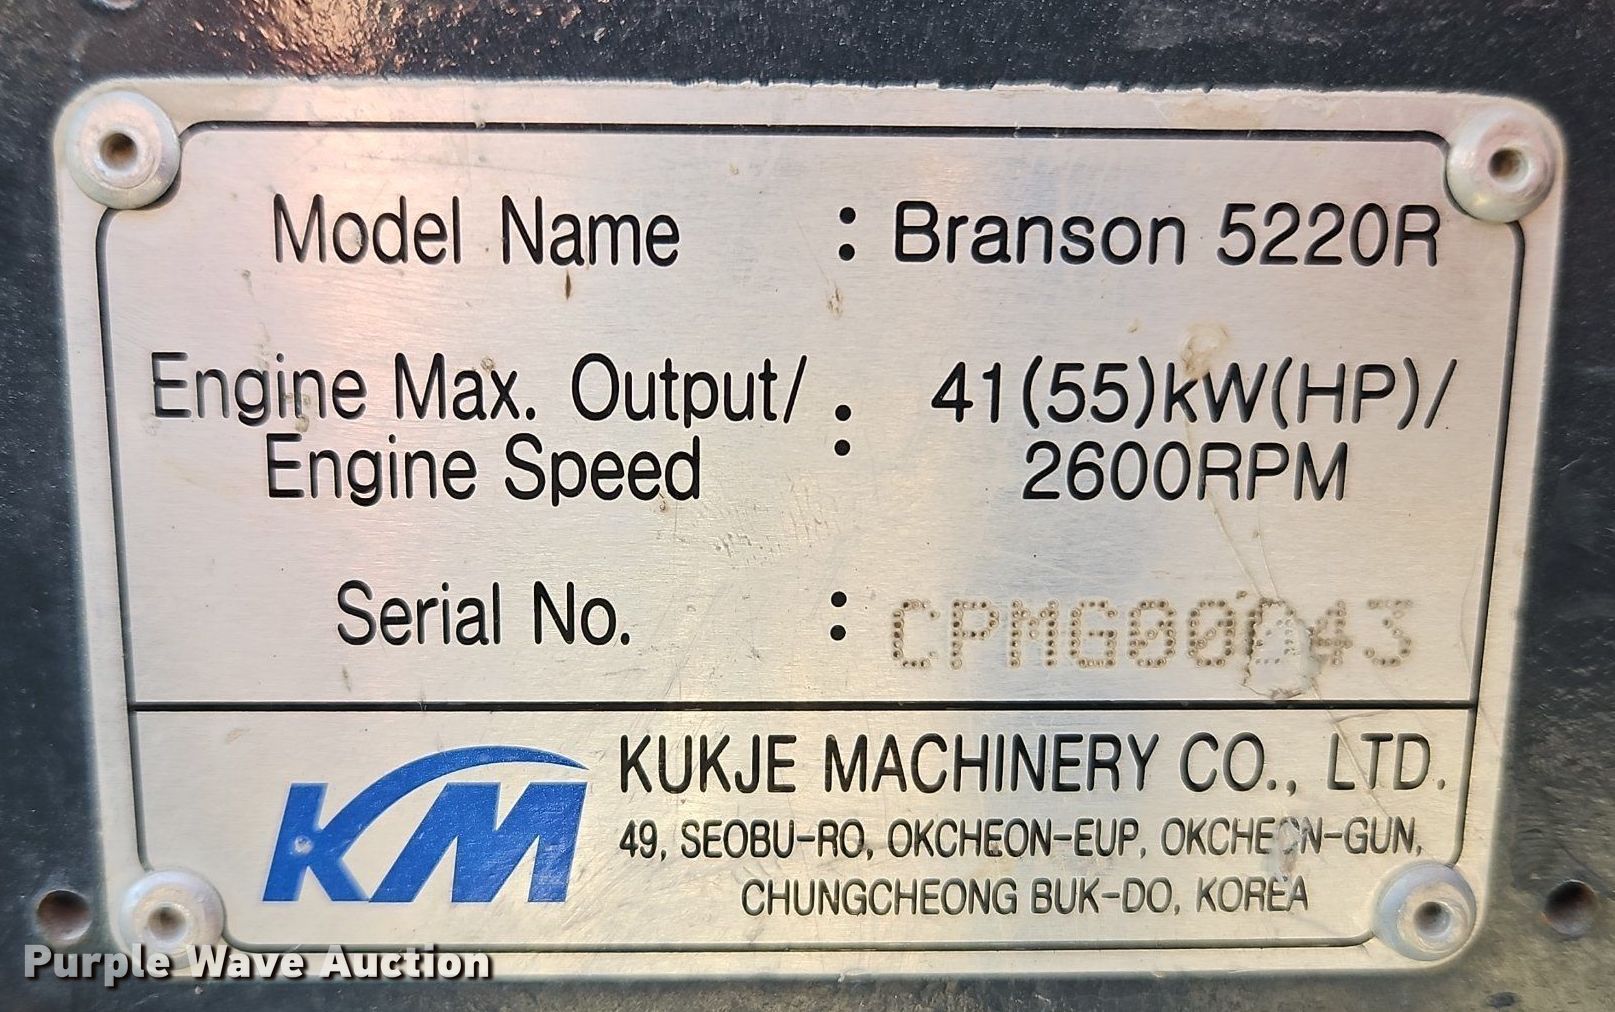 Model Name : Branson 5220R
Engine Max. Output/ : 41(55)kW(HP)/
Engine Speed 2600RPM
Serial No. : CPMG00043
KM KUKJE MACHINERY CO., LTD.
49, SEOBU-RO, OKCHEON-EUP, OKCHEON-GUN,
CHUNGCHEONG BUK-DO, KOREA
Purple Wave Auction